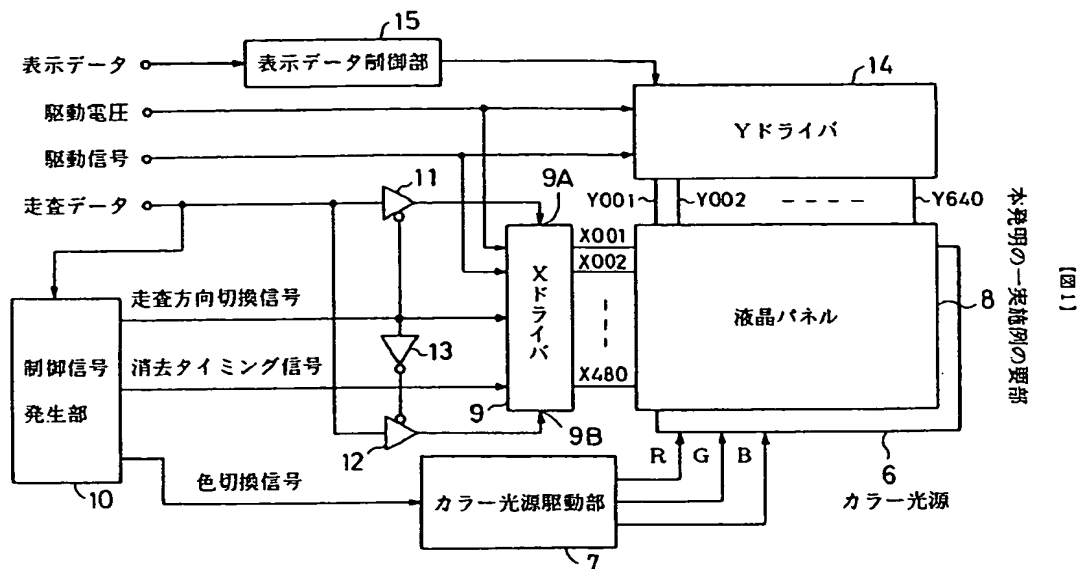 15
表示データ
表示データ制御部
14
駆動電圧
Yドライバ
駆動信号
11
9A
走査データ
Y001
Y002
Y640
X001
X002
Xドライバ
走査方向切換信号
液晶パネル
8
13
制御信号
発生部
消去タイミング信号
X480
9
12
9B
R G B
6
10
色切換信号
カラー光源駆動部
カラー光源
7
【図1】
本発明の一実施例の要部